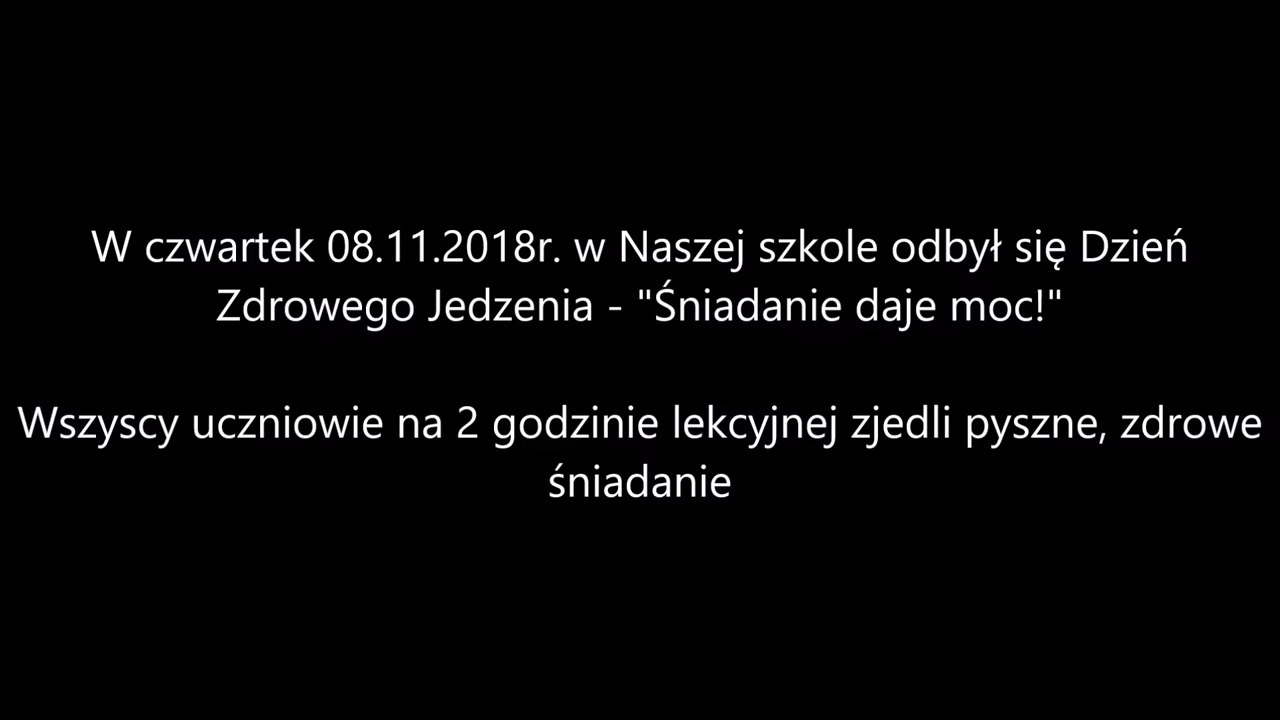 W czwartek 08.11.2018r. w Naszej szkole odbył się Dzień
Zdrowego Jedzenia - "Śniadanie daje moc!"
Wszyscy uczniowie na 2 godzinie lekcyjnej zjedli pyszne, zdrowe
śniadanie